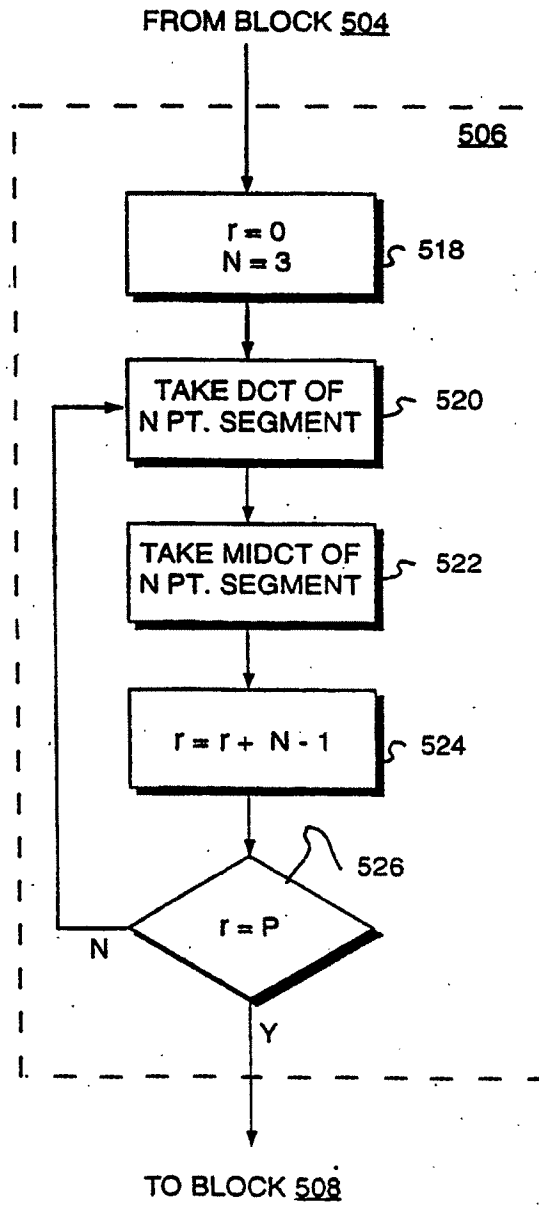 FROM BLOCK 504
506
r = 0
N = 3
518
TAKE DCT OF
N PT. SEGMENT
520
TAKE MIDCT OF
N PT. SEGMENT
522
r = r + N - 1
524
526
r = P
N
Y
TO BLOCK 508